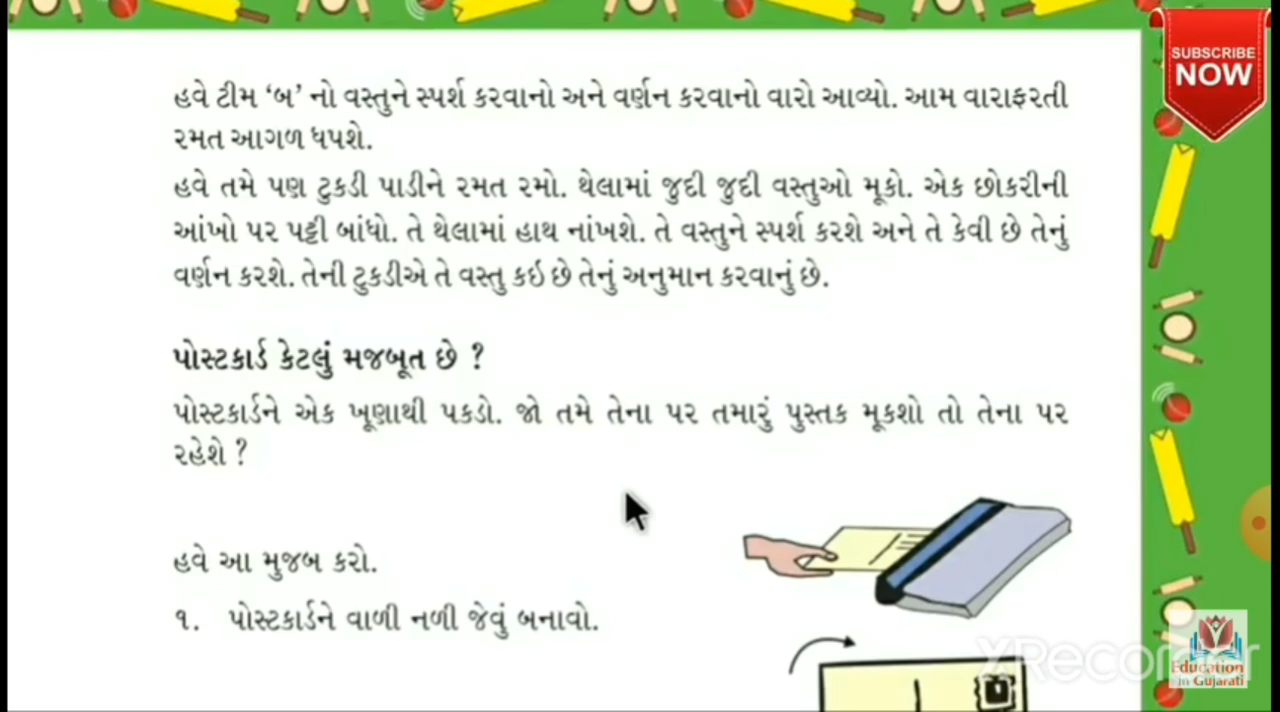 SUBSCRIBE
NOW
હવે ટીમ ‘બ’ નો વસ્તુને સ્પર્શ કરવાનો અને વર્ણન કરવાનો વારો આવ્યો. આમ વારાફરતી
રમત આગળ ધપશે.
હવે તમે પણ ટુકડી પાડીને રમત રમો. થેલામાં જુદી જુદી વસ્તુઓ મૂકો. એક છોકરીની
આંખો પર પટ્ટી બાંધો. તે થેલામાં હાથ નાંખશે. તે વસ્તુને સ્પર્શ કરશે અને તે કેવી છે તેનું
વર્ણન કરશે. તેની ટુકડીએ તે વસ્તુ કઇ છે તેનું અનુમાન કરવાનું છે.
પોસ્ટકાર્ડ કેટલું મજબૂત છે ?
પોસ્ટકાર્ડને એક ખૂણાથી પકડો. જો તમે તેના પર તમારું પુસ્તક મૂકશો તો તેના પર
રહેશે ?
હવે આ મુજબ કરો.
૧. પોસ્ટકાર્ડને વાળી નળી જેવું બનાવો.
XRecorder
Education
in Gujarati